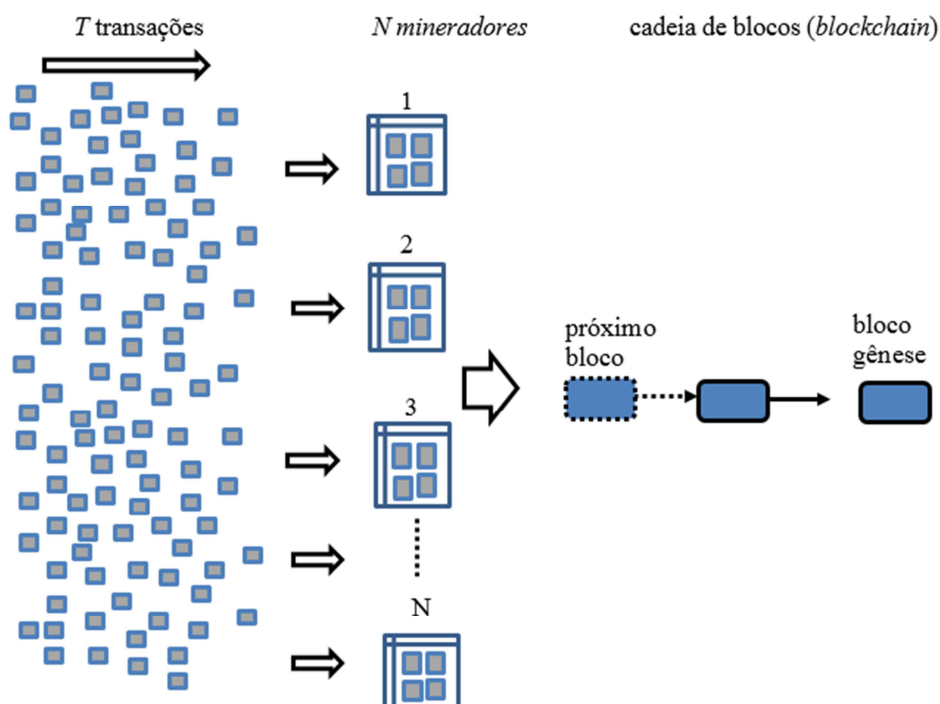 T transações
N mineradores
cadeia de blocos (blockchain)
1
2
3
N
próximo
bloco
bloco
gênese